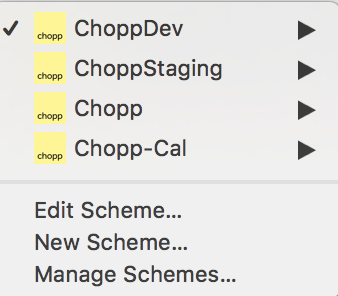 chopp ChoppDev
chopp ChoppStaging
chopp Chopp
chopp Chopp-Cal
Edit Scheme...
New Scheme...
Manage Schemes...